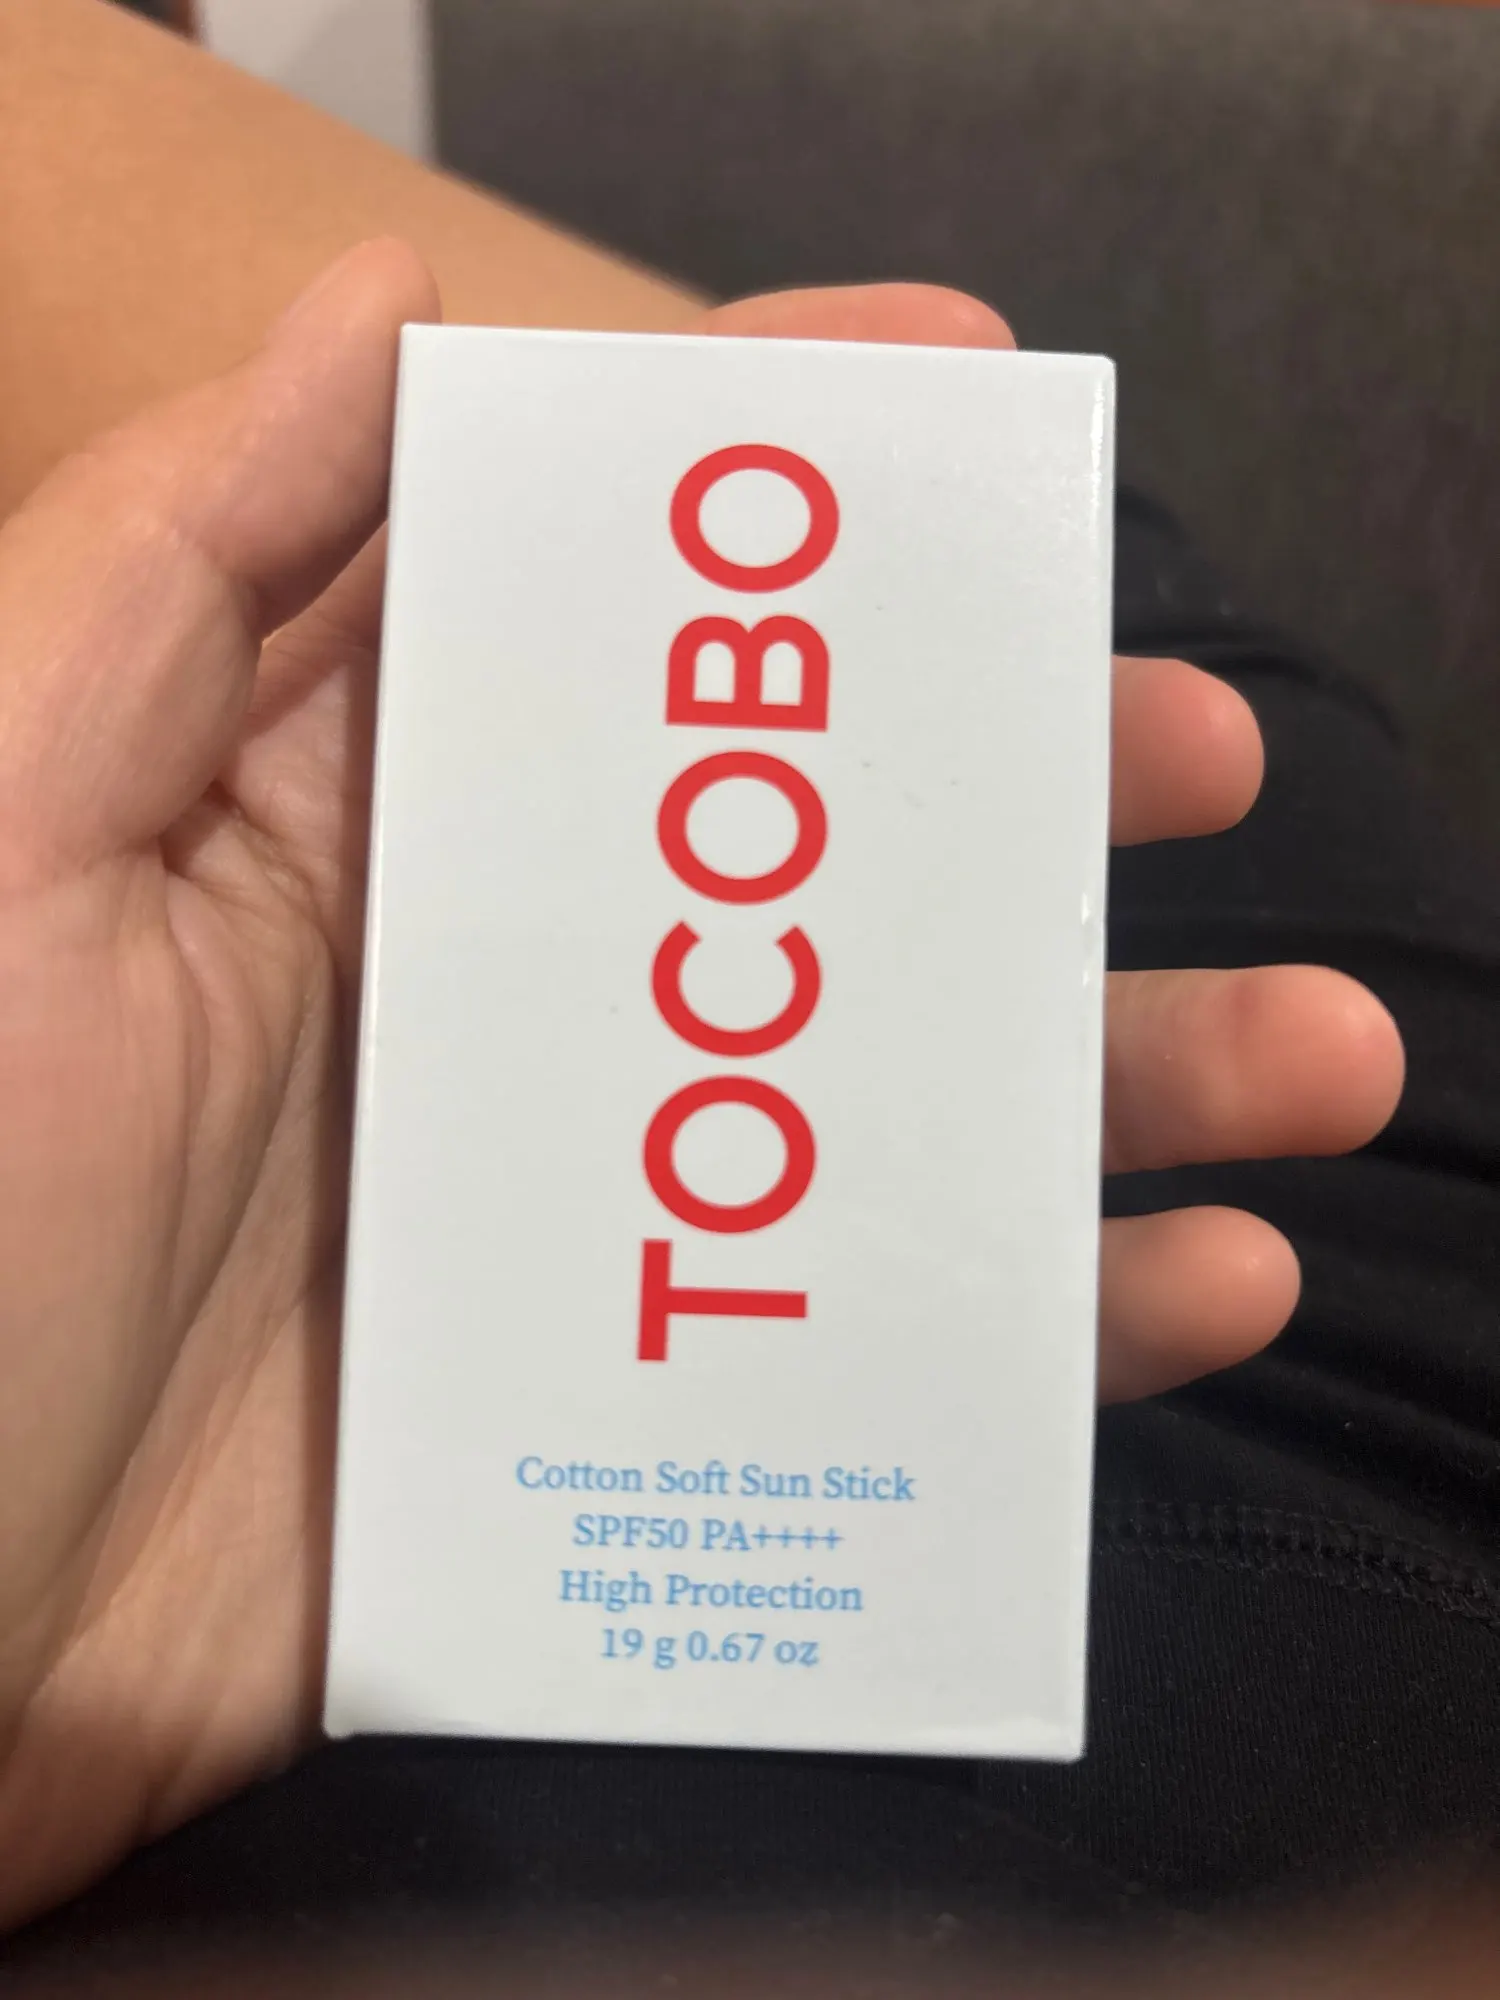 TOCOBO
Cotton Soft Sun Stick
SPF50 PA++++
High Protection
19 g 0.67 oz